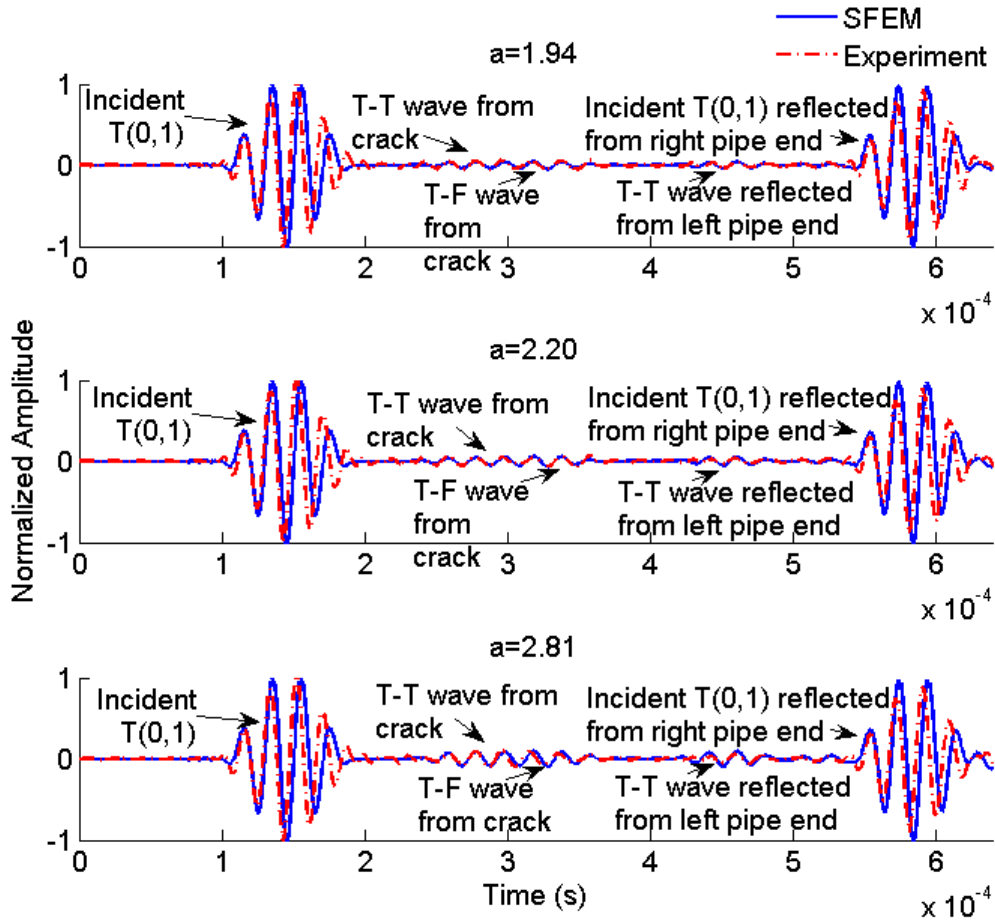 SFEM
Experiment
a=1.94
Incident
T(0,1)
T-T wave from
crack
T-F wave
from
crack
Incident T(0,1) reflected
from right pipe end
T-T wave reflected
from left pipe end
1
0
-1
0 1 2 3 4 5 6
x 10-4
a=2.20
Incident
T(0,1)
T-T wave from
crack
T-F wave
from
crack
Incident T(0,1) reflected
from right pipe end
T-T wave reflected
from left pipe end
1
0
-1
0 1 2 3 4 5 6
x 10-4
Normalized Amplitude
a=2.81
Incident
T(0,1)
T-T wave from
crack
T-F wave
from crack
Incident T(0,1) reflected
from right pipe end
T-T wave reflected
from left pipe end
1
0
-1
0 1 2 3 4 5 6
Time (s)
x 10-4